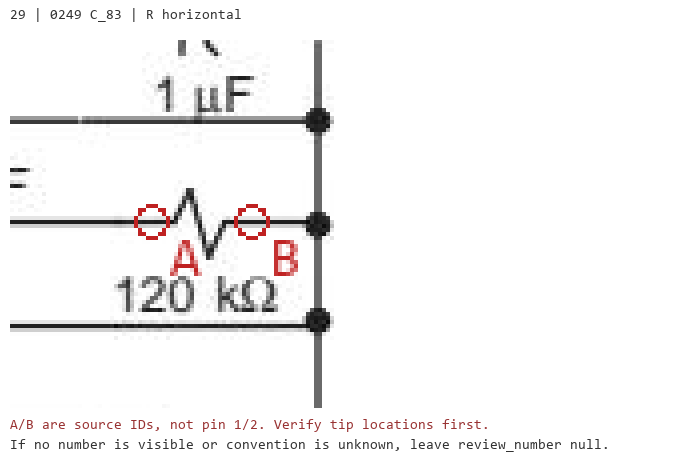 29 | 0249 C_83 | R horizontal
1 µF
A B
120 kΩ
A/B are source IDs, not pin 1/2. Verify tip locations first.
If no number is visible or convention is unknown, leave review_number null.